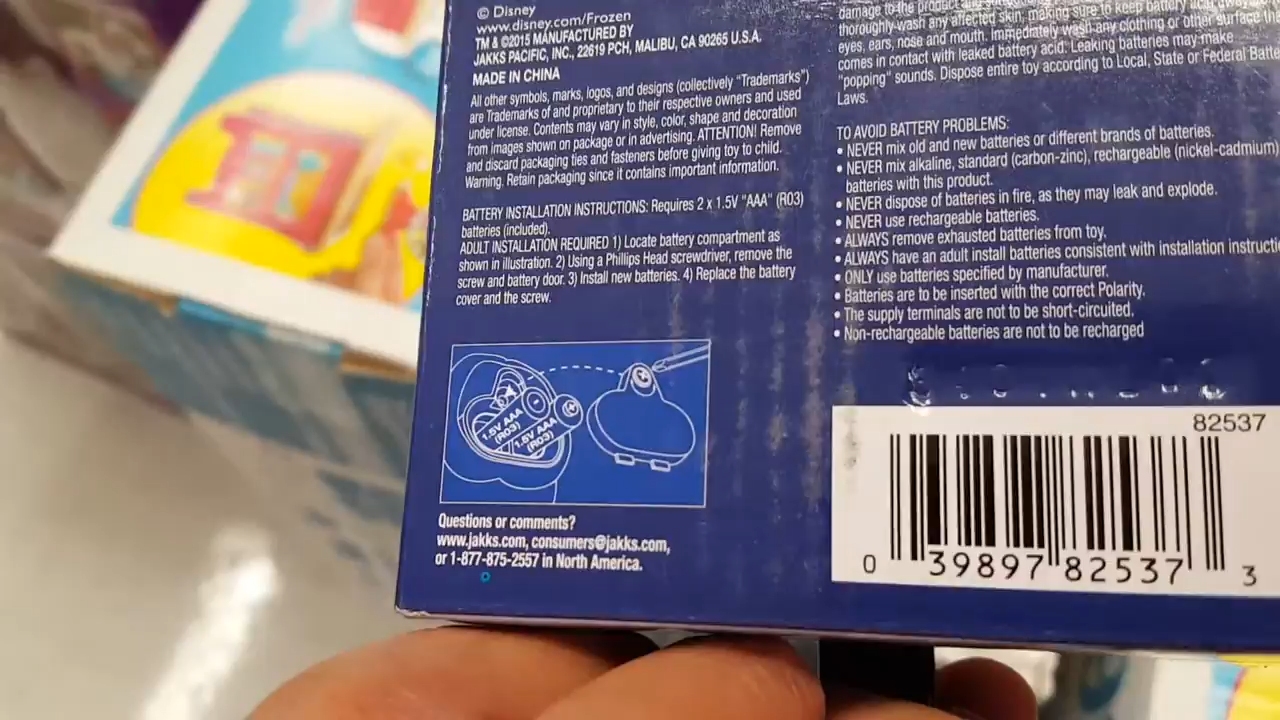 © Disney
www.disney.com/Frozen
TM & ©2015 MANUFACTURED BY
JAKKS PACIFIC, INC., 22619 PCH, MALIBU, CA 90265 U.S.A.
MADE IN CHINA
All other symbols, marks, logos, and designs (collectively "Trademarks")
are Trademarks of and proprietary to their respective owners and used
under license. Contents may vary in style, color, shape and decoration
from images shown on package or in advertising. ATTENTION! Remove
and discard packaging ties and fasteners before giving toy to child.
Warning. Retain packaging since it contains important information.
BATTERY INSTALLATION INSTRUCTIONS: Requires 2 x 1.5V "AAA" (R03)
batteries (included).
ADULT INSTALLATION REQUIRED 1) Locate battery compartment as
shown in illustration. 2) Using a Phillips Head screwdriver, remove the
screw and battery door. 3) Install new batteries. 4) Replace the battery
cover and the screw.
1.5V AAA
(R03)
1.5V AAA
(R03)
Questions or comments?
www.jakks.com, consumers@jakks.com,
or 1-877-875-2557 in North America.
damage to the product and
thoroughly wash any affected skin, making sure to keep battery acid away
eyes, ears, nose and mouth. Immediately wash any clothing or other surface
comes in contact with leaked battery acid. Leaking batteries may make
"popping" sounds. Dispose entire toy according to Local, State or Federal
Laws.
TO AVOID BATTERY PROBLEMS:
• NEVER mix old and new batteries or different brands of batteries.
• NEVER mix alkaline, standard (carbon-zinc), rechargeable (nickel-cadmium)
batteries with this product.
• NEVER dispose of batteries in fire, as they may leak and explode.
• NEVER use rechargeable batteries.
• ALWAYS remove exhausted batteries from toy.
• ALWAYS have an adult install batteries consistent with installation
• ONLY use batteries specified by manufacturer.
• Batteries are to be inserted with the correct Polarity.
• The supply terminals are not to be short-circuited.
• Non-rechargeable batteries are not to be recharged
82537
0 39897 82537 3